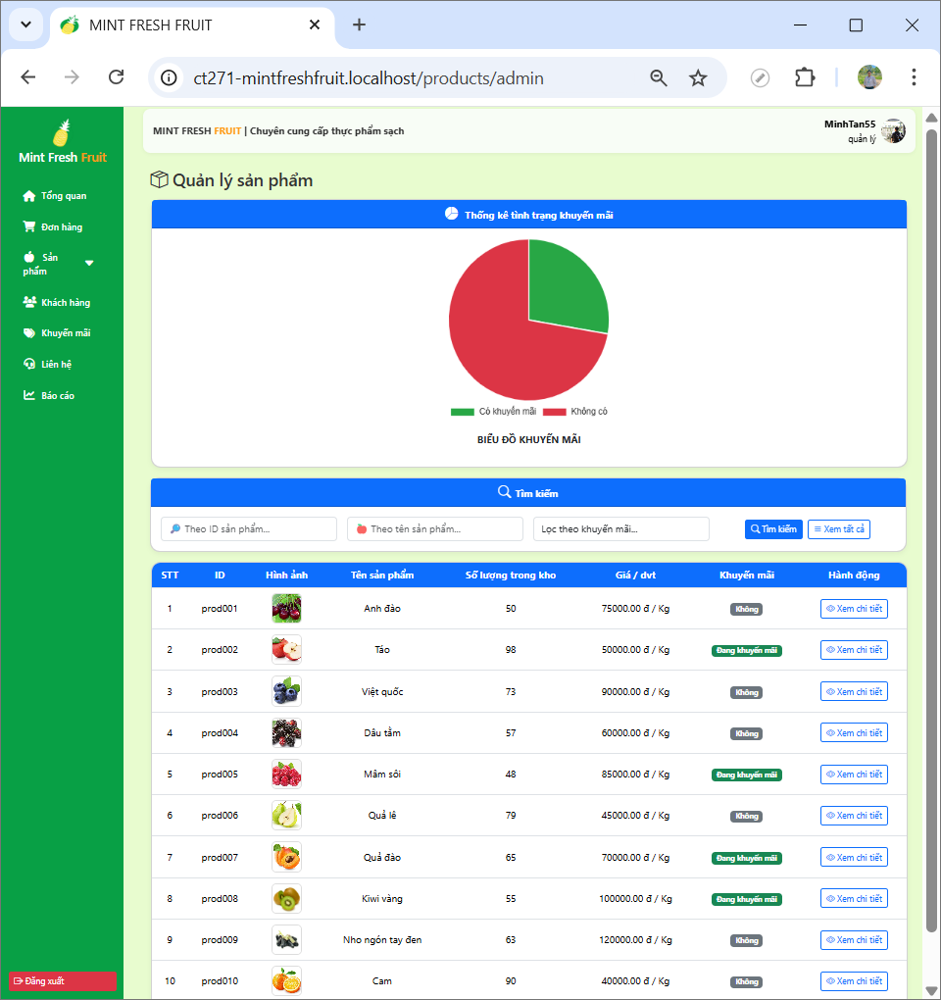 MINT FRESH FRUIT
ct271-mintfreshfruit.localhost/products/admin
Mint Fresh Fruit
Tổng quan
Đơn hàng
Sản phẩm
Khách hàng
Khuyến mãi
Liên hệ
Báo cáo
Đăng xuất
MINT FRESH FRUIT | Chuyên cung cấp thực phẩm sạch
MinhTan55
quản lý
Quản lý sản phẩm
Thống kê tình trạng khuyến mãi
Có khuyến mãi Không có
BIỂU ĐỒ KHUYẾN MÃI
Tìm kiếm
Theo ID sản phẩm... Theo tên sản phẩm... Lọc theo khuyến mãi... Tìm kiếm Xem tất cả
STT ID Hình ảnh Tên sản phẩm Số lượng trong kho Giá / dvt Khuyến mãi Hành động
1 prod001 Anh đào 50 75000.00 đ / Kg Không Xem chi tiết
2 prod002 Táo 98 50000.00 đ / Kg Đang khuyến mãi Xem chi tiết
3 prod003 Việt quốc 73 90000.00 đ / Kg Không Xem chi tiết
4 prod004 Dâu tằm 57 60000.00 đ / Kg Không Xem chi tiết
5 prod005 Mâm sôi 48 85000.00 đ / Kg Đang khuyến mãi Xem chi tiết
6 prod006 Quả lê 79 45000.00 đ / Kg Không Xem chi tiết
7 prod007 Quả đào 65 70000.00 đ / Kg Đang khuyến mãi Xem chi tiết
8 prod008 Kiwi vàng 55 100000.00 đ / Kg Đang khuyến mãi Xem chi tiết
9 prod009 Nho ngón tay đen 63 120000.00 đ / Kg Không Xem chi tiết
10 prod010 Cam 90 40000.00 đ / Kg Không Xem chi tiết